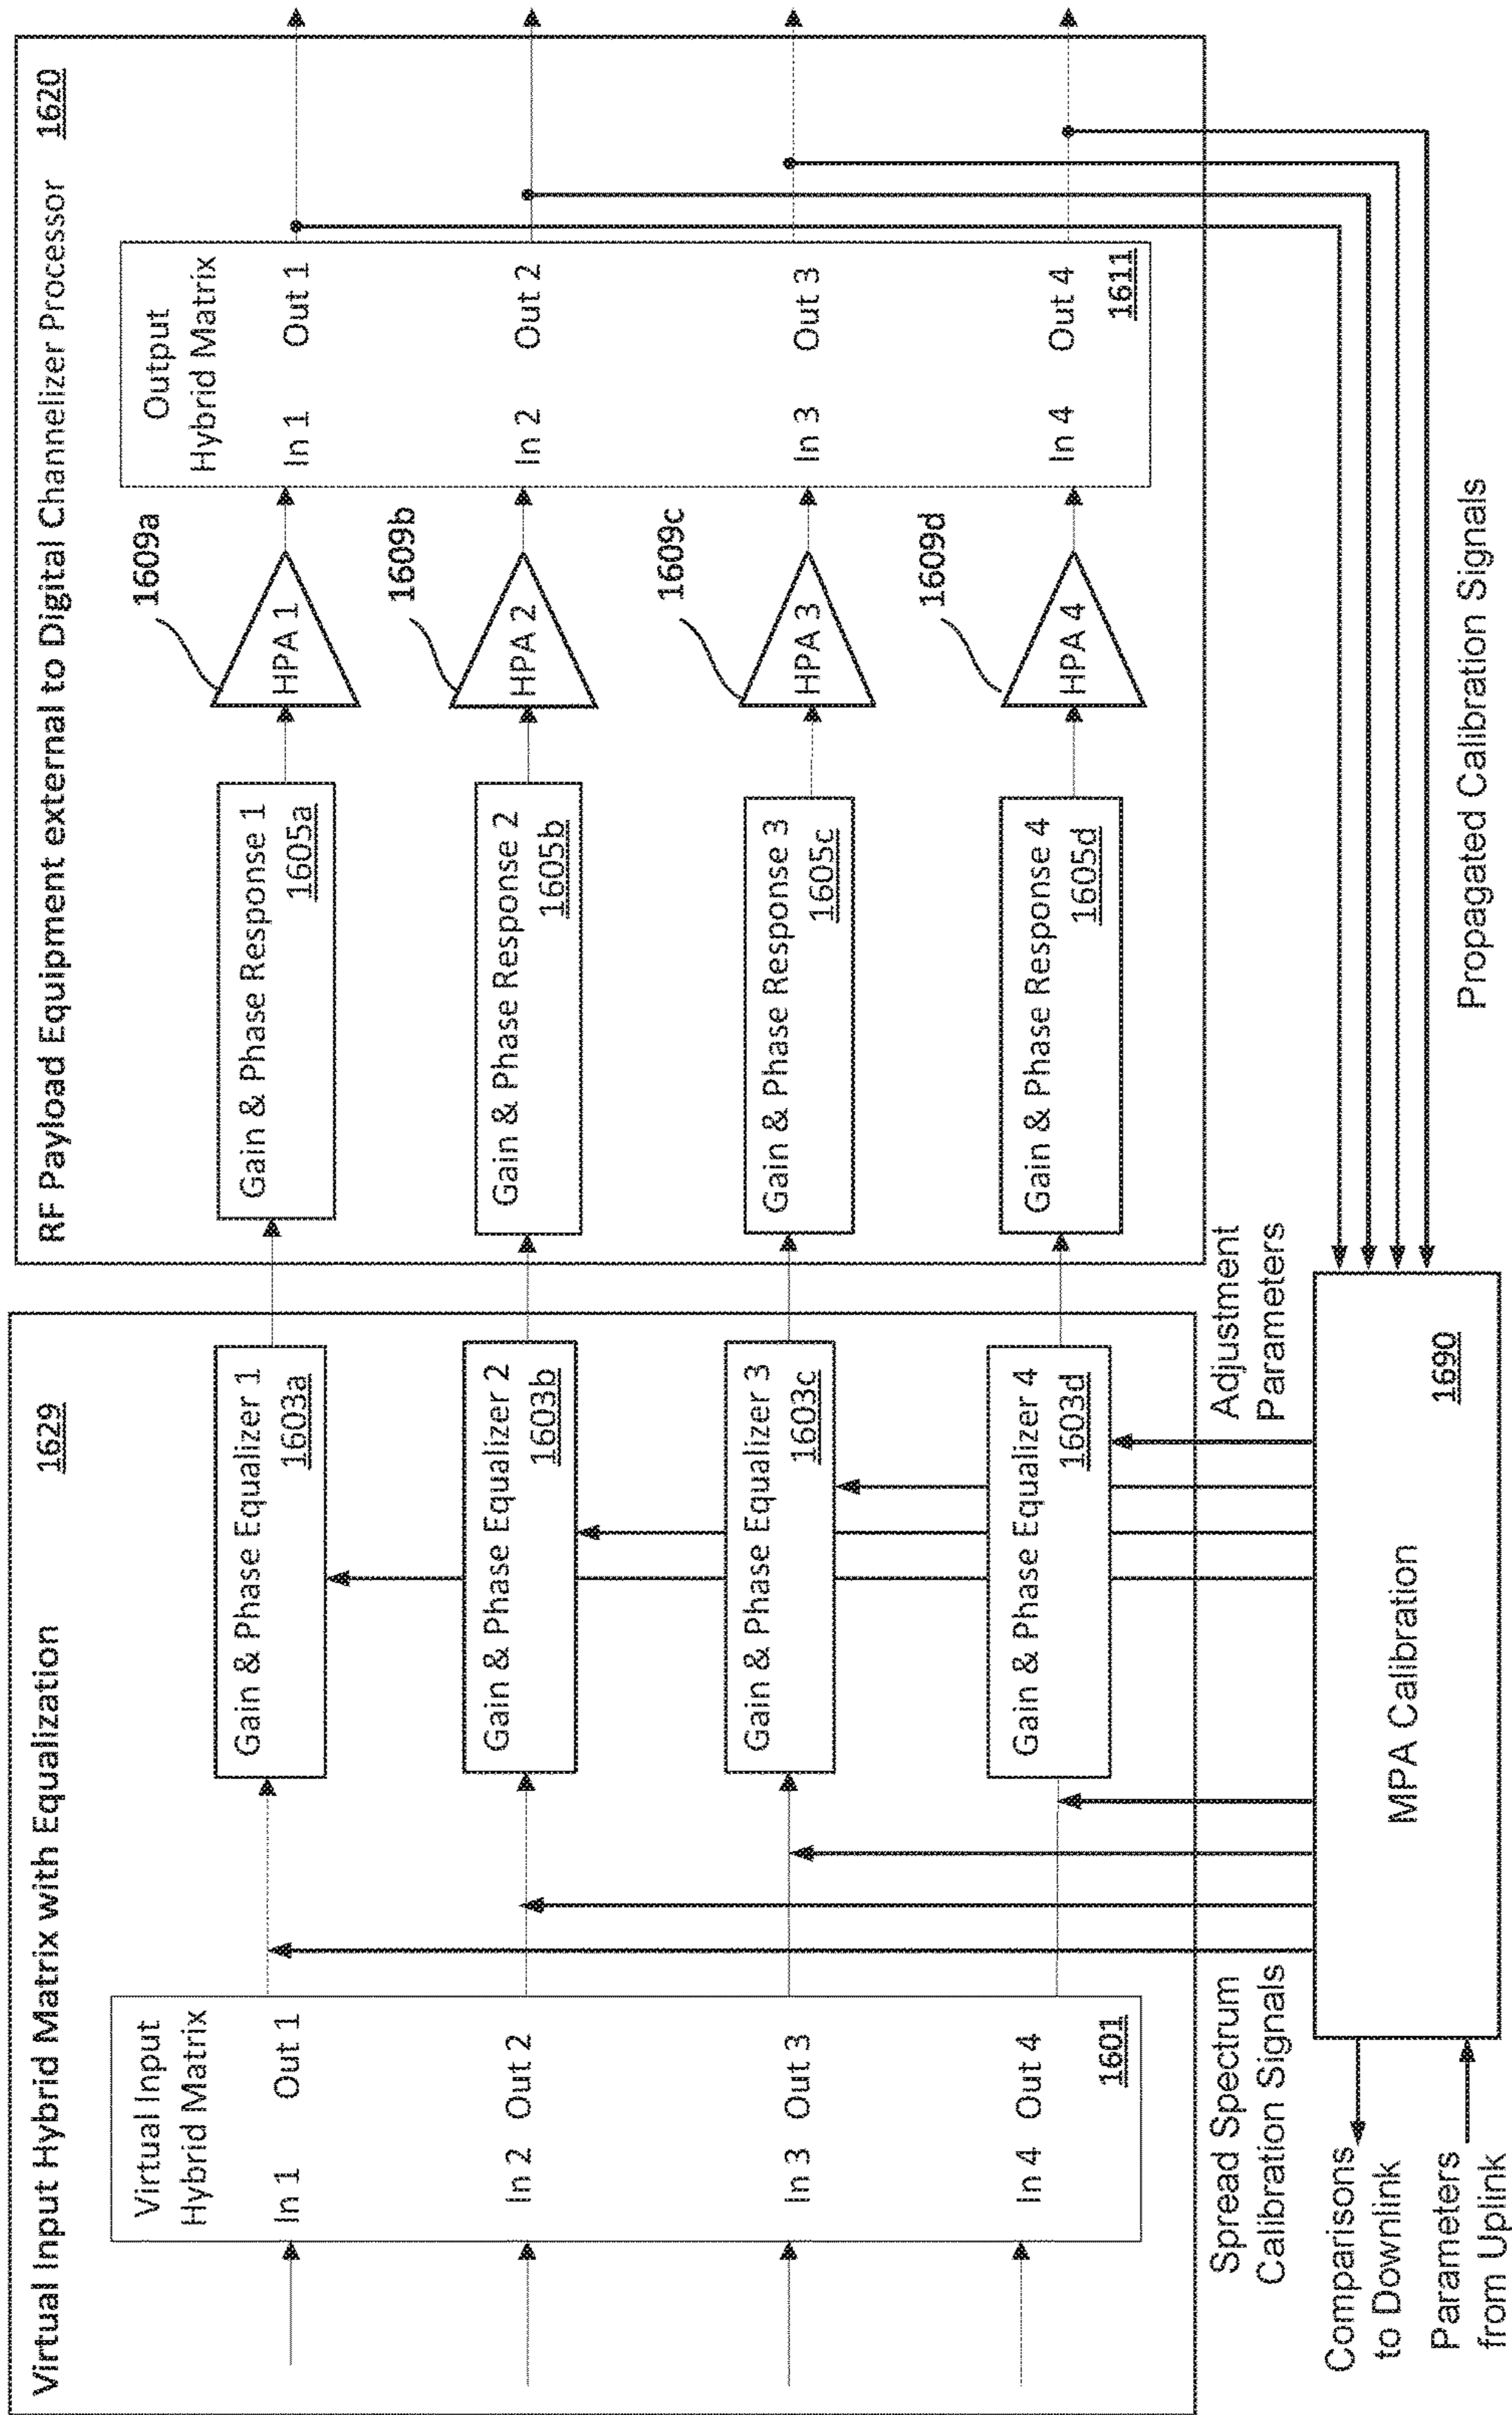 Virtual Input Hybrid Matrix with Equalization
1629
Virtual Input
Hybrid Matrix
In 1 Out 1
In 2 Out 2
In 3 Out 3
In 4 Out 4
1601
Gain & Phase Equalizer 1
1603a
Gain & Phase Equalizer 2
1603b
Gain & Phase Equalizer 3
1603c
Gain & Phase Equalizer 4
1603d
RF Payload Equipment external to Digital Channelizer Processor
1620
Gain & Phase Response 1
1605a
Gain & Phase Response 2
1605b
Gain & Phase Response 3
1605c
Gain & Phase Response 4
1605d
1609a
HPA 1
1609b
HPA 2
1609c
HPA 3
1609d
HPA 4
Output
Hybrid Matrix
In 1 Out 1
In 2 Out 2
In 3 Out 3
In 4 Out 4
1611
Spread Spectrum
Calibration Signals
Adjustment
Parameters
Comparisons
to Downlink
Parameters
from Uplink
MPA Calibration
1690
Propagated Calibration Signals